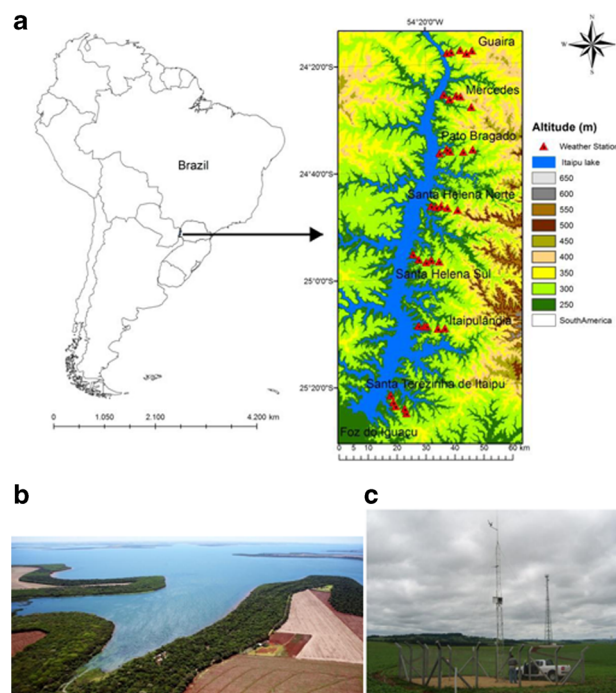 a
Brazil
0
1.050
2.100
4.200 km
54°20'0"W
24°20'0"S
24°40'0"S
25°0'0"S
25°20'0"S
Guaira
Mercedes
Pato Bragado
Santa Helena Norte
Santa Helena Sul
Itaipulândia
Santa Terezinha de Itaipu
Foz do Iguaçu
0 5 10 20 30 40 50 60 km
N
W
E
S
Altitude (m)
Weather Station
Itaipu lake
650
600
550
500
450
400
350
300
250
SouthAmerica
b
c